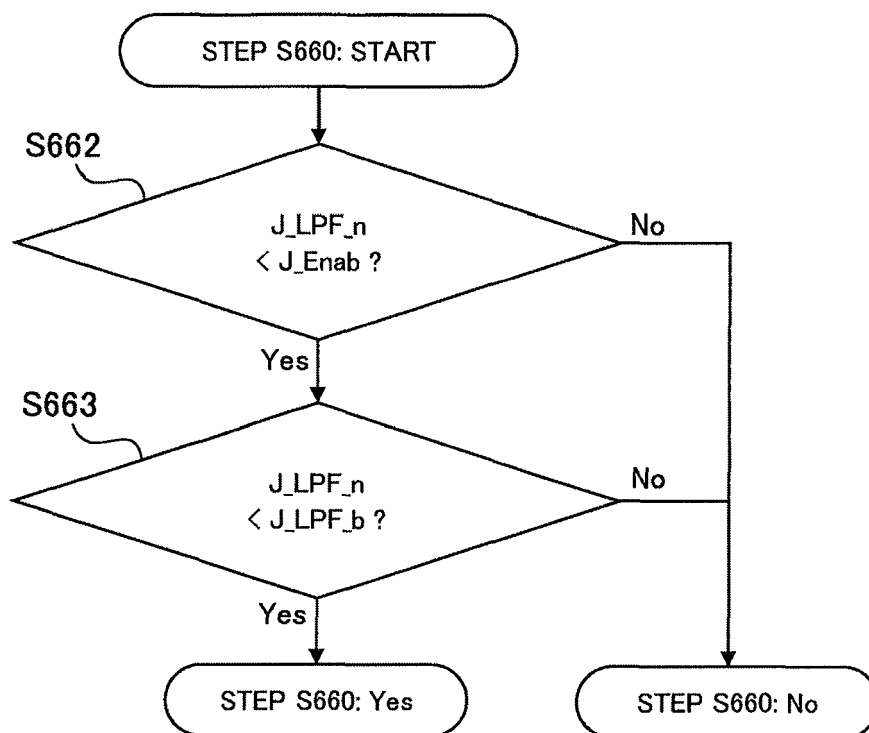 STEP S660: START
S662
J_LPF_n
< J_Enab ?
No
Yes
S663
J_LPF_n
< J_LPF_b ?
No
Yes
STEP S660: Yes
STEP S660: No